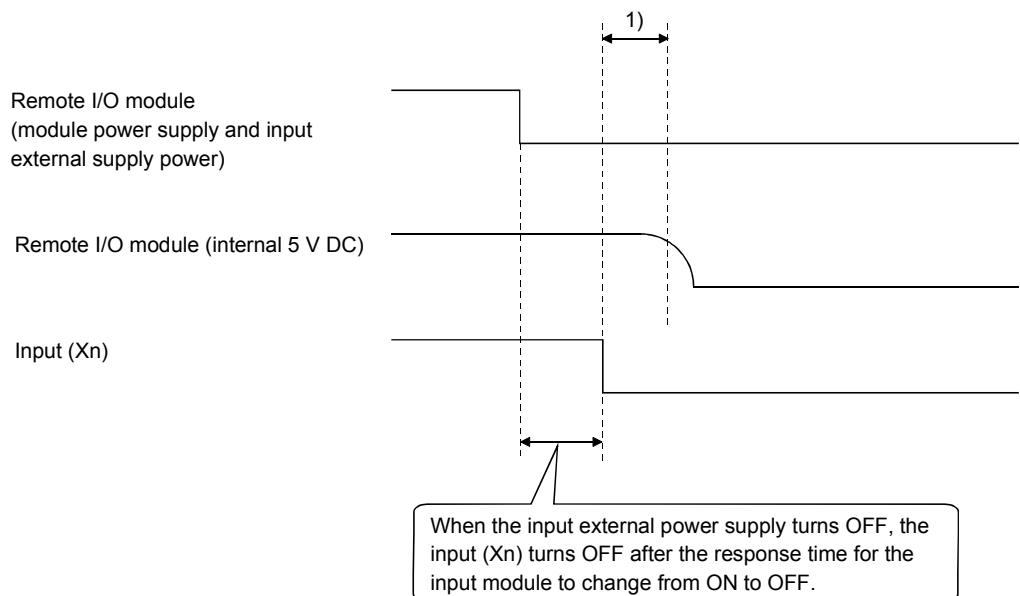 1)
Remote I/O module
(module power supply and input
external supply power)
Remote I/O module (internal 5 V DC)
Input (Xn)
When the input external power supply turns OFF, the
input (Xn) turns OFF after the response time for the
input module to change from ON to OFF.